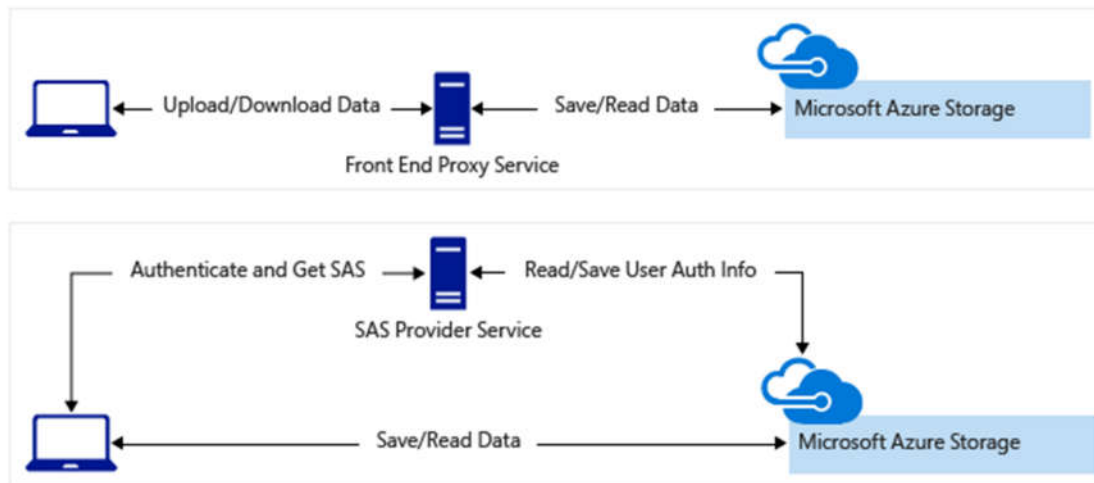 Upload/Download Data
Save/Read Data
Microsoft Azure Storage
Front End Proxy Service
Authenticate and Get SAS
Read/Save User Auth Info
SAS Provider Service
Save/Read Data
Microsoft Azure Storage